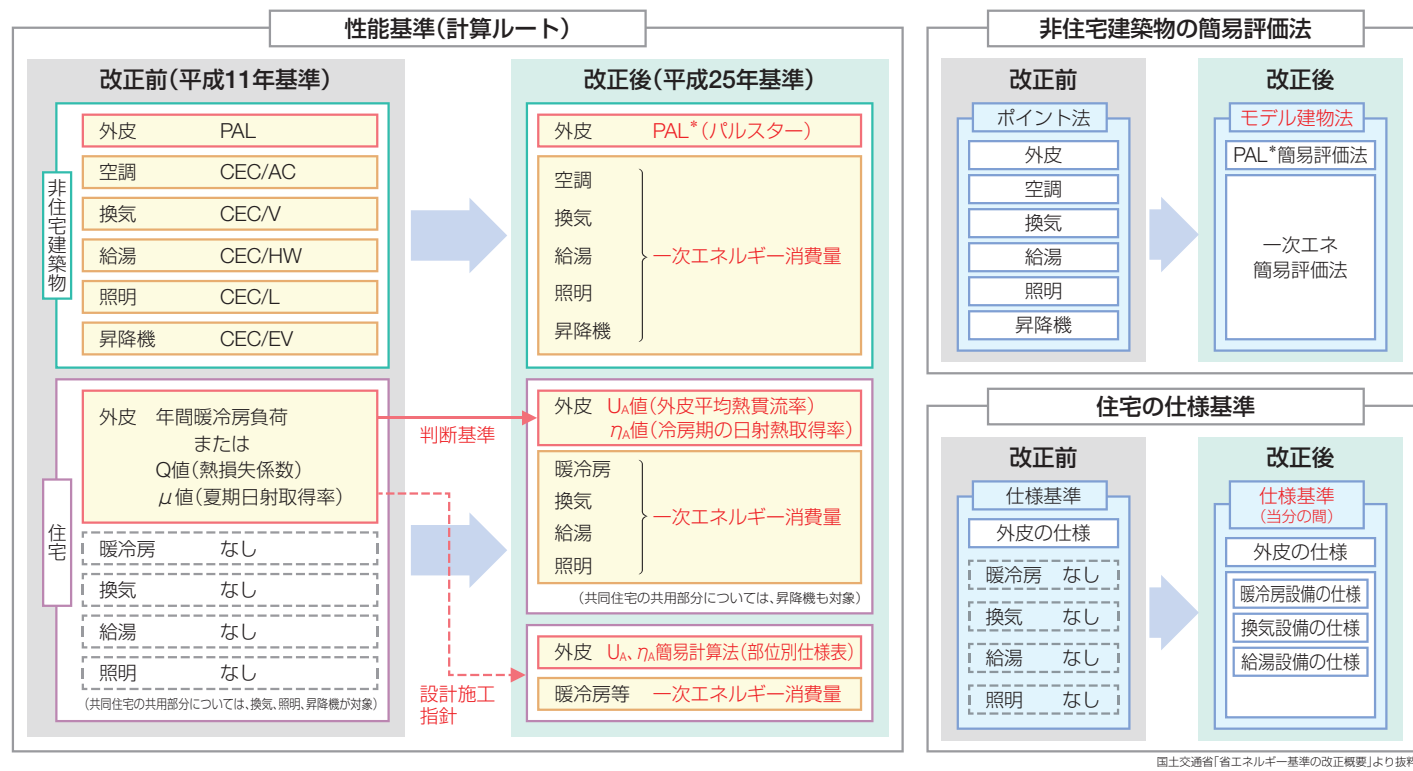 性能基準(計算ルート)
改正前(平成11年基準)
非住宅建築物
外皮 PAL
空調 CEC/AC
換気 CEC/V
給湯 CEC/HW
照明 CEC/L
昇降機 CEC/EV
住宅
外皮 年間暖冷房負荷
または
Q値(熱損失係数)
μ値(夏期日射取得率)
暖冷房 なし
換気 なし
給湯 なし
照明 なし
(共同住宅の共用部分については、換気、照明、昇降機が対象)
判断基準
設計施工
指針
改正後(平成25年基準)
外皮 PAL*(パルスター)
空調
換気
給湯
照明
昇降機
一次エネルギー消費量
外皮 UA値(外皮平均熱貫流率)
ηA値(冷房期の日射熱取得率)
暖冷房
換気
給湯
照明
一次エネルギー消費量
(共同住宅の共用部分については、昇降機も対象)
外皮 UA、ηA簡易計算法(部位別仕様表)
暖冷房等 一次エネルギー消費量
非住宅建築物の簡易評価法
改正前
ポイント法
外皮
空調
換気
給湯
照明
昇降機
改正後
モデル建物法
PAL*簡易評価法
一次エネ
簡易評価法
住宅の仕様基準
改正前
仕様基準
外皮の仕様
暖冷房 なし
換気 なし
給湯 なし
照明 なし
改正後
仕様基準
(当分の間)
外皮の仕様
暖冷房設備の仕様
換気設備の仕様
給湯設備の仕様
国土交通省「省エネルギー基準の改正概要」より抜粋